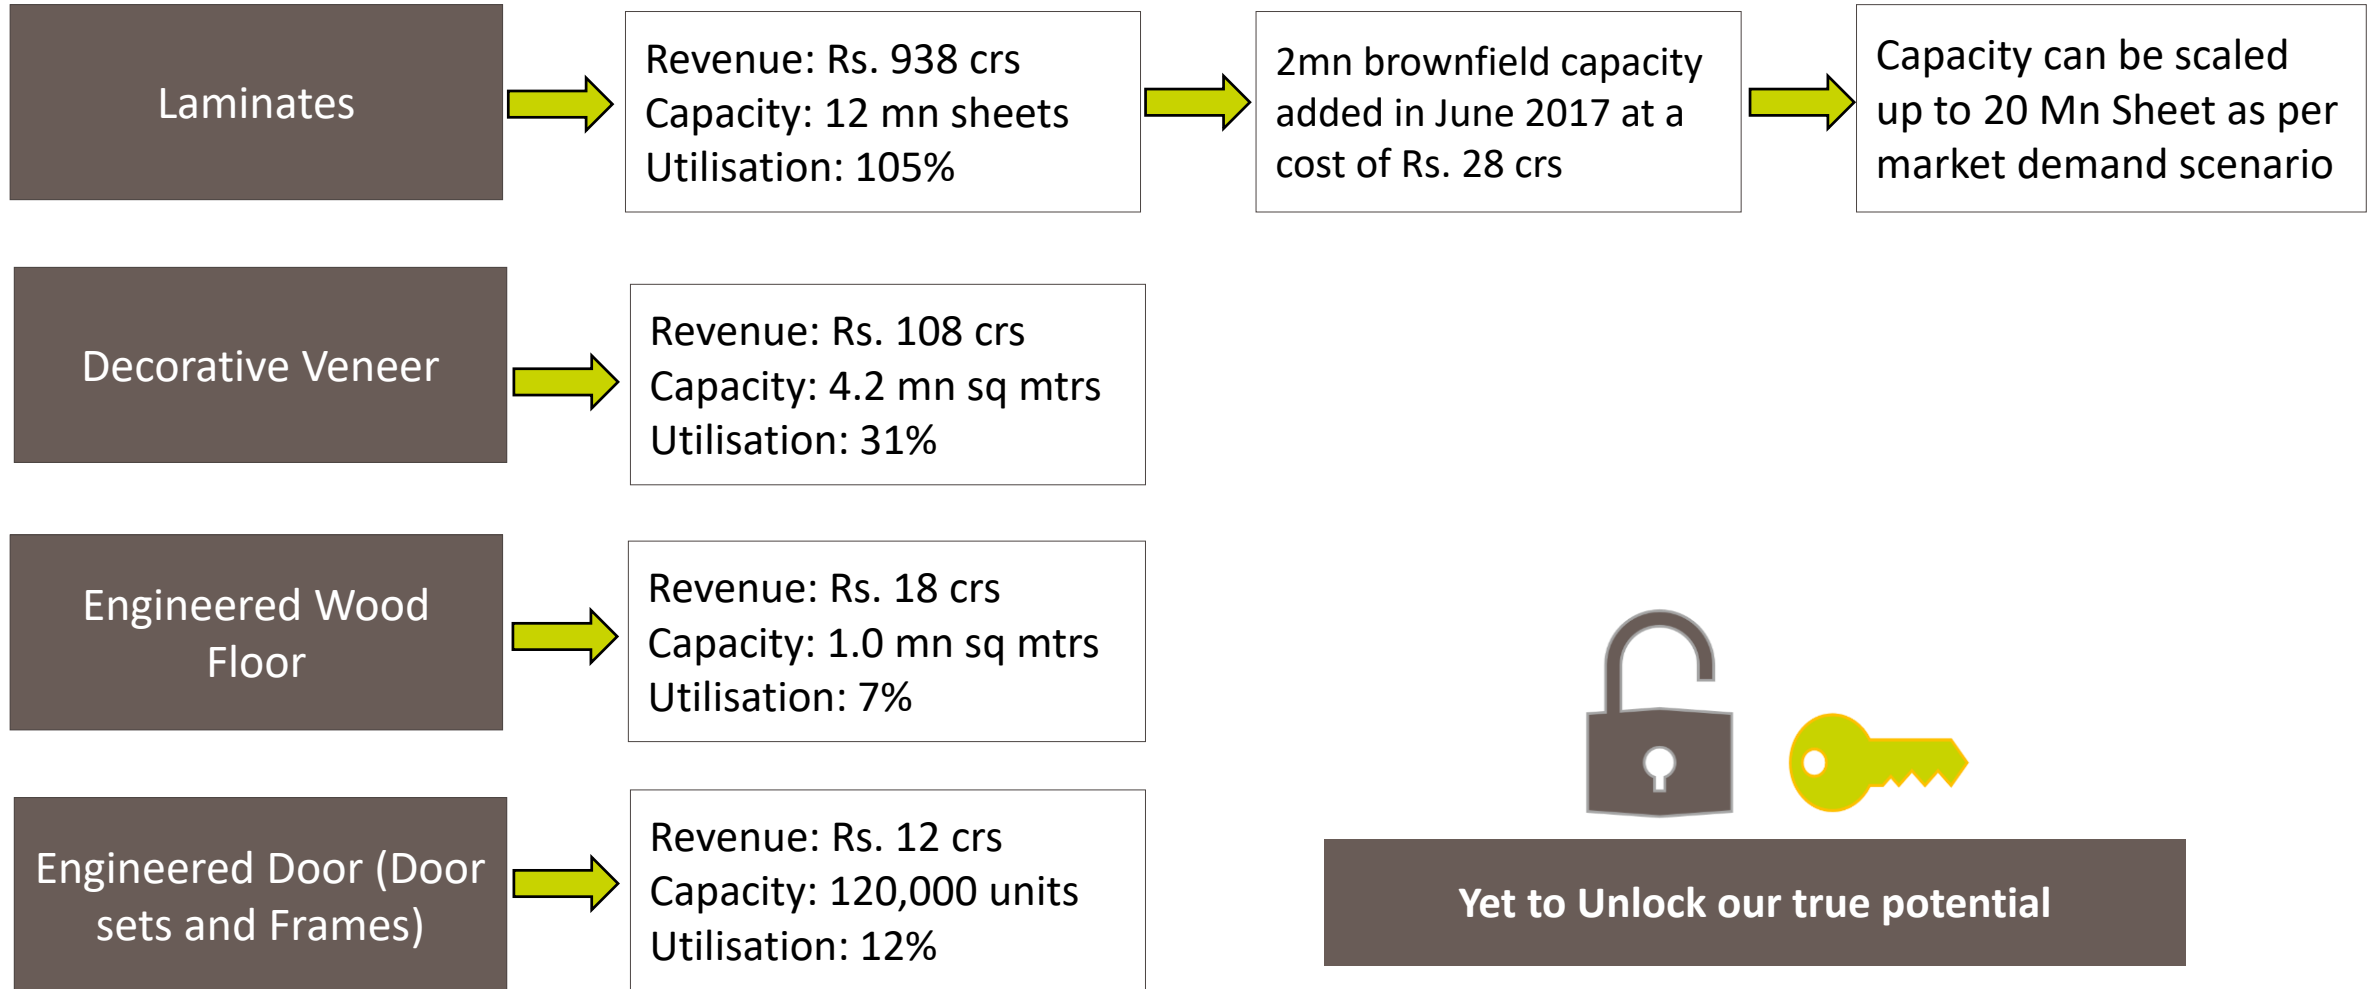 Laminates
Revenue: Rs. 938 crs
Capacity: 12 mn sheets
Utilisation: 105%
2mn brownfield capacity
added in June 2017 at a
cost of Rs. 28 crs
Capacity can be scaled
up to 20 Mn Sheet as per
market demand scenario
Decorative Veneer
Revenue: Rs. 108 crs
Capacity: 4.2 mn sq mtrs
Utilisation: 31%
Engineered Wood
Floor
Revenue: Rs. 18 crs
Capacity: 1.0 mn sq mtrs
Utilisation: 7%
Engineered Door (Door
sets and Frames)
Revenue: Rs. 12 crs
Capacity: 120,000 units
Utilisation: 12%
Yet to Unlock our true potential